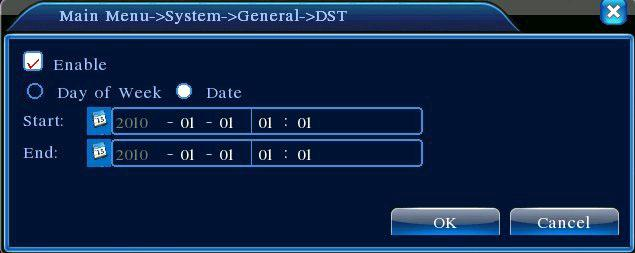 Main Menu->System->General->DST
Enable
Day of Week Date
Start: 2010 - 01 - 01 01 : 01
End: 2010 - 01 - 01 01 : 01
OK Cancel